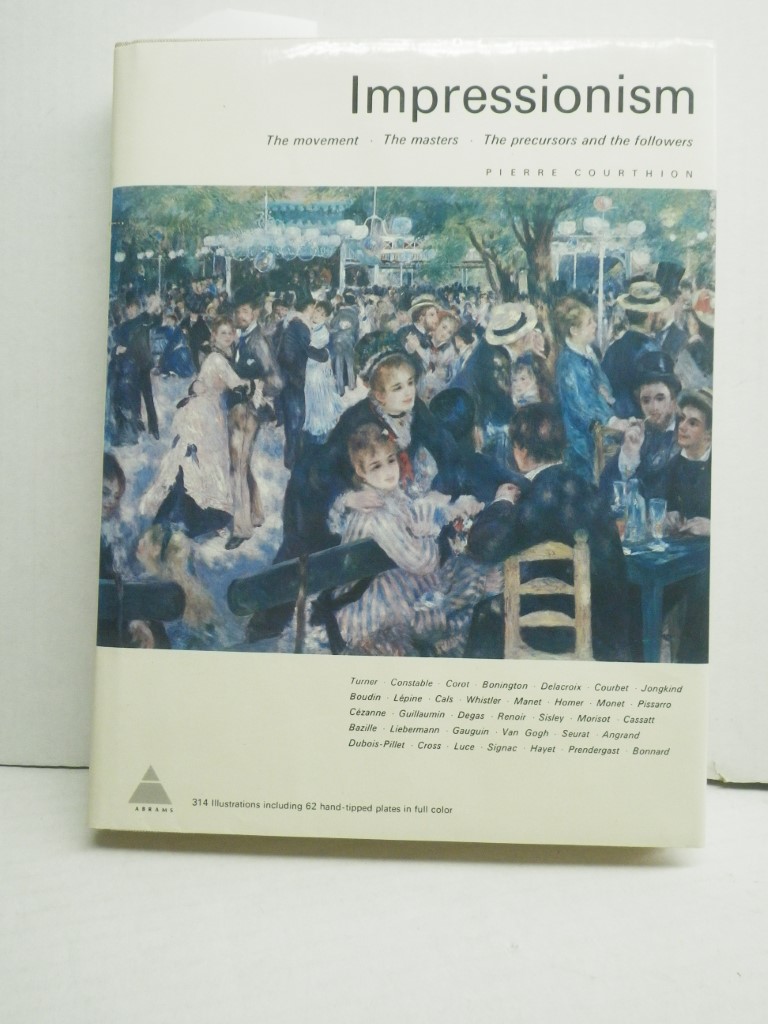 Impressionism
The movement · The masters · The precursors and the followers
PIERRE COURTHION
Turner · Constable · Corot · Bonington · Delacroix · Courbet · Jongkind
Boudin · Lépine · Cals · Whistler · Manet · Homer · Monet · Pissarro
Cézanne · Guillaumin · Degas · Renoir · Sisley · Morisot · Cassatt
Bazille · Liebermann · Gauguin · Van Gogh · Seurat · Angrand
Dubois-Pillet · Cross · Luce · Signac · Hayet · Prendergast · Bonnard
ABRAMS
314 Illustrations including 62 hand-tipped plates in full color